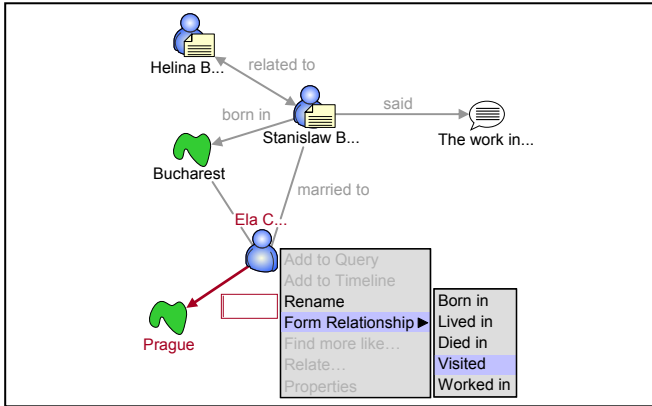 Helina B...
related to
born in
said
Stanislaw B...
The work in...
Bucharest
married to
Ela C...
Add to Query
Add to Timeline
Rename
Form Relationship
Find more like...
Relate...
Properties
Born in
Lived in
Died in
Visited
Worked in
Prague